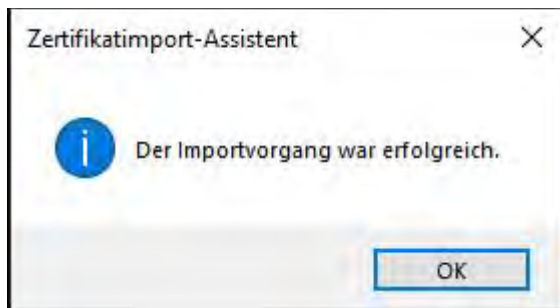 Zertifikatimport-Assistent
Der Importvorgang war erfolgreich.
OK